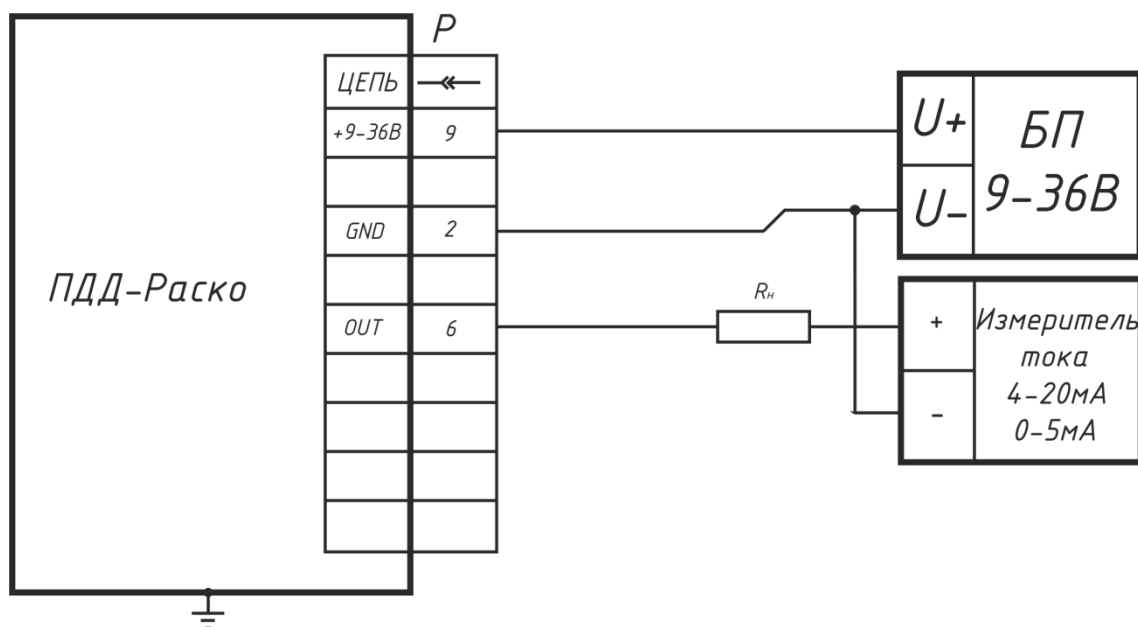 P
ЦЕПЬ
+9-36В 9
GND 2
OUT 6
ПДД-Раско
Rн
U+
U-
БП
9-36В
+
-
Измеритель
тока
4-20мА
0-5мА